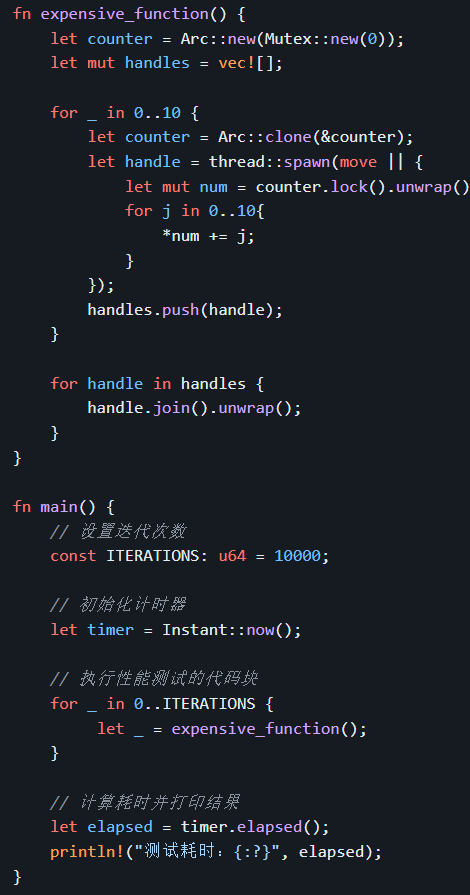 fn expensive_function() {
    let counter = Arc::new(Mutex::new(0));
    let mut handles = vec![];

    for _ in 0..10 {
        let counter = Arc::clone(&counter);
        let handle = thread::spawn(move || {
            let mut num = counter.lock().unwrap()
            for j in 0..10{
                *num += j;
            }
        });
        handles.push(handle);
    }

    for handle in handles {
        handle.join().unwrap();
    }
}

fn main() {
    // 设置迭代次数
    const ITERATIONS: u64 = 10000;

    // 初始化计时器
    let timer = Instant::now();

    // 执行性能测试的代码块
    for _ in 0..ITERATIONS {
         let _ = expensive_function();
    }

    // 计算耗时并打印结果
    let elapsed = timer.elapsed();
    println!("测试耗时：{:?}", elapsed);
}